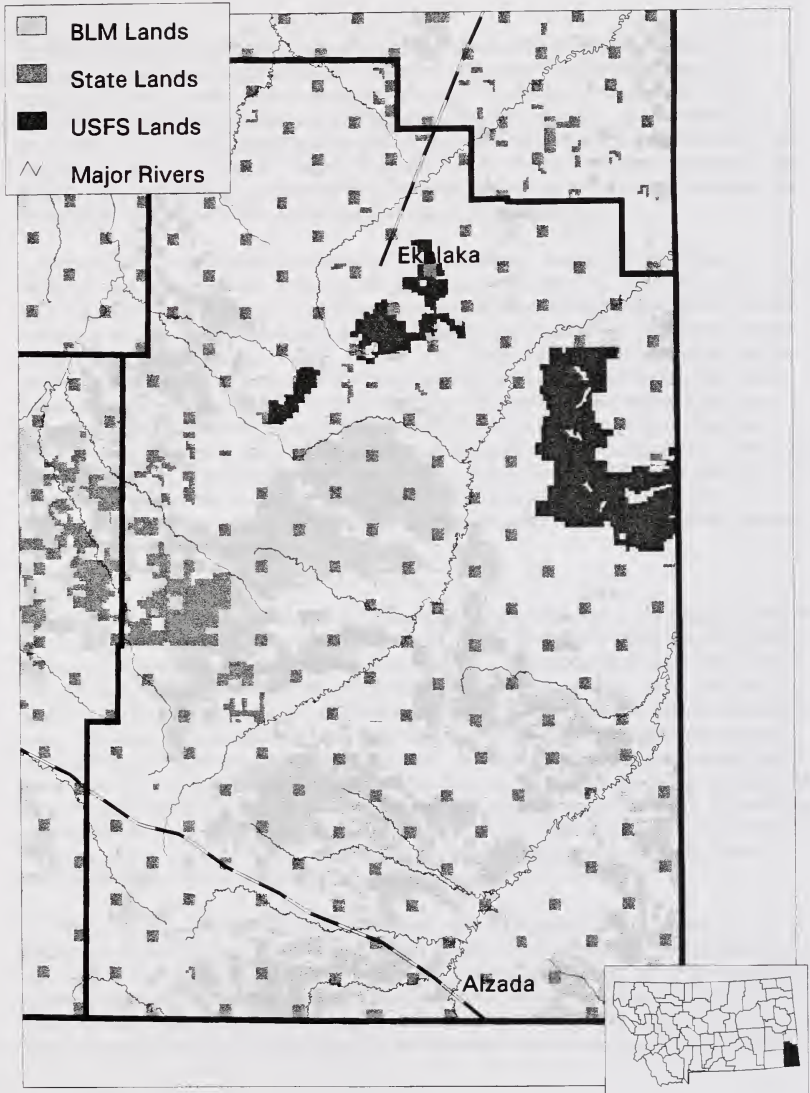 BLM Lands
State Lands
USFS Lands
Major Rivers
Ekalaka
Alzada